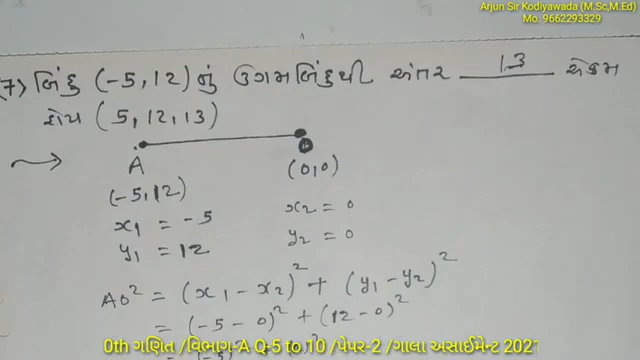 Arjun Sir Kodiyawada (M.Sc,M.Ed)
Mo. 9662293329
(7) બિંદુ (-5,12) નું ઉગમબિંદુથી અંતર 13 એકમ
હોય (5,12,13)
A
(0,0)
(-5,12)
x₁ = -5
x₂ = 0
y₁ = 12
y₂ = 0
AO² = (x₁ - x₂)² + (y₁ - y₂)²
= (-5 - 0)² + (12 - 0)²
0th ગણિત /વિભાગ-A Q-5 to 10 /પેપર-2 /ગાલા અસાઈમેન્ટ 2021